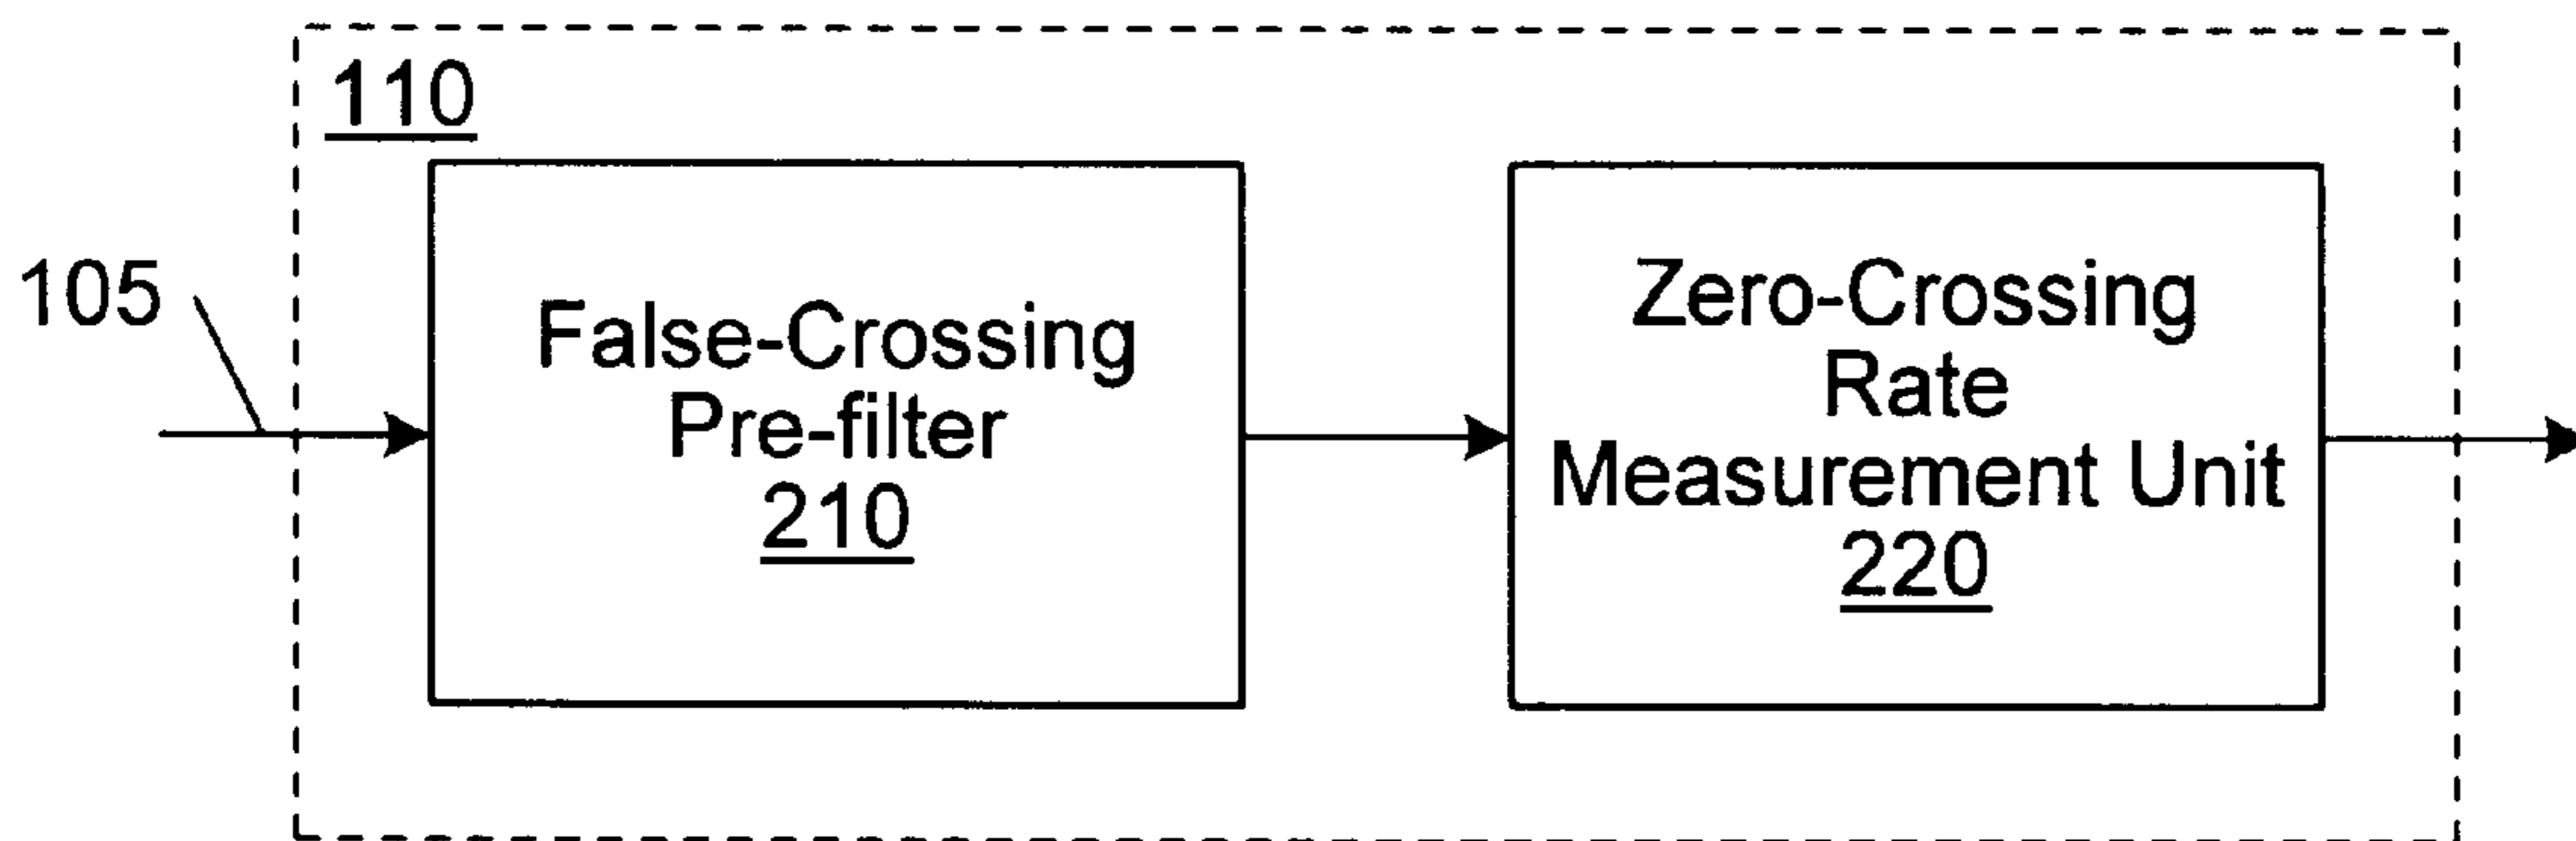 110
105
False-Crossing
Pre-filter
210
Zero-Crossing
Rate
Measurement Unit
220